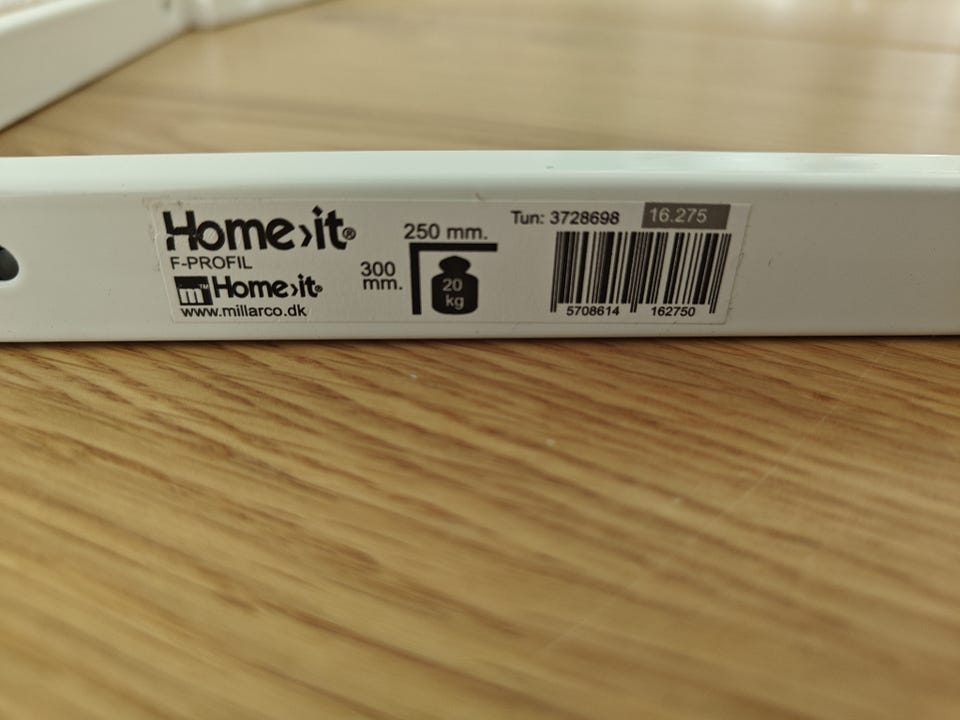 Home›it®
F-PROFIL
m™ Home›it®
www.millarco.dk
250 mm.
300
mm.
20
kg
Tun: 3728698
16.275
5708614 162750